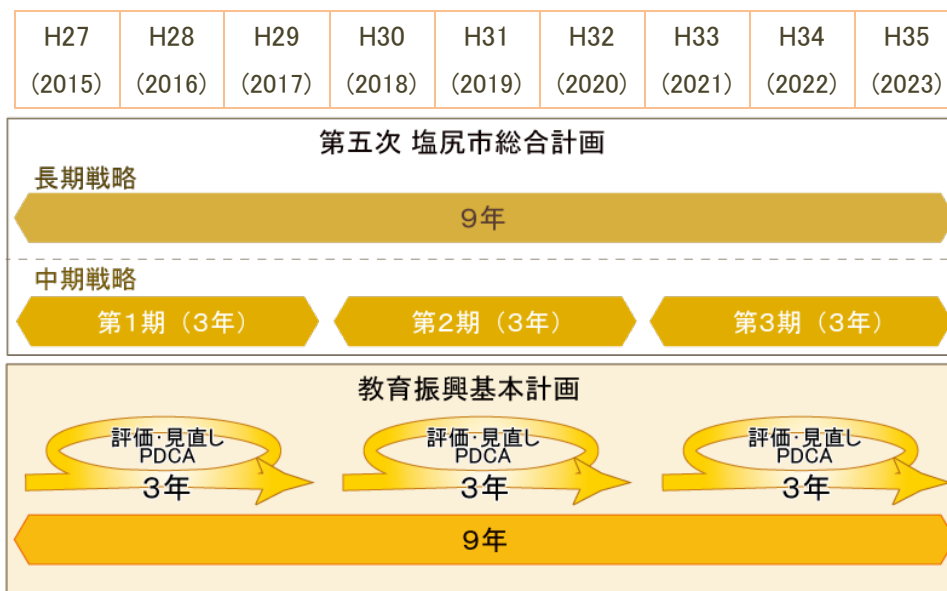 H27 H28 H29 H30 H31 H32 H33 H34 H35
(2015) (2016) (2017) (2018) (2019) (2020) (2021) (2022) (2023)
第五次 塩尻市総合計画
長期戦略
9年
中期戦略
第1期（3年） 第2期（3年） 第3期（3年）
教育振興基本計画
評価・見直し 評価・見直し 評価・見直し
PDCA PDCA PDCA
3年 3年 3年
9年